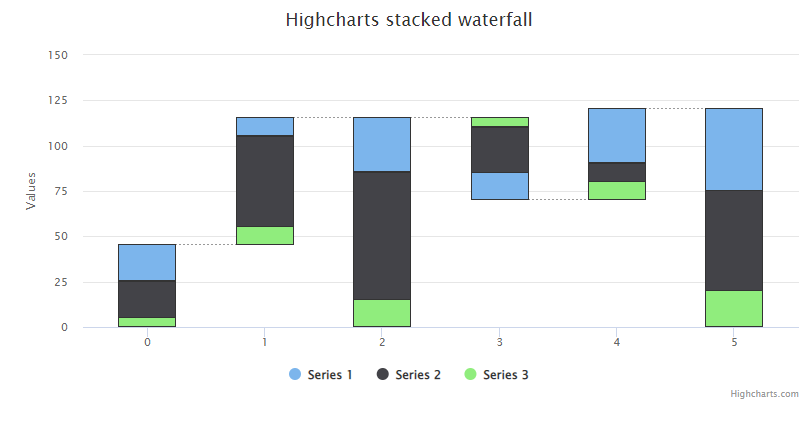 Highcharts stacked waterfall
150
125
100
75
50
25
0
Values
0 1 2 3 4 5
Series 1 Series 2 Series 3
Highcharts.com